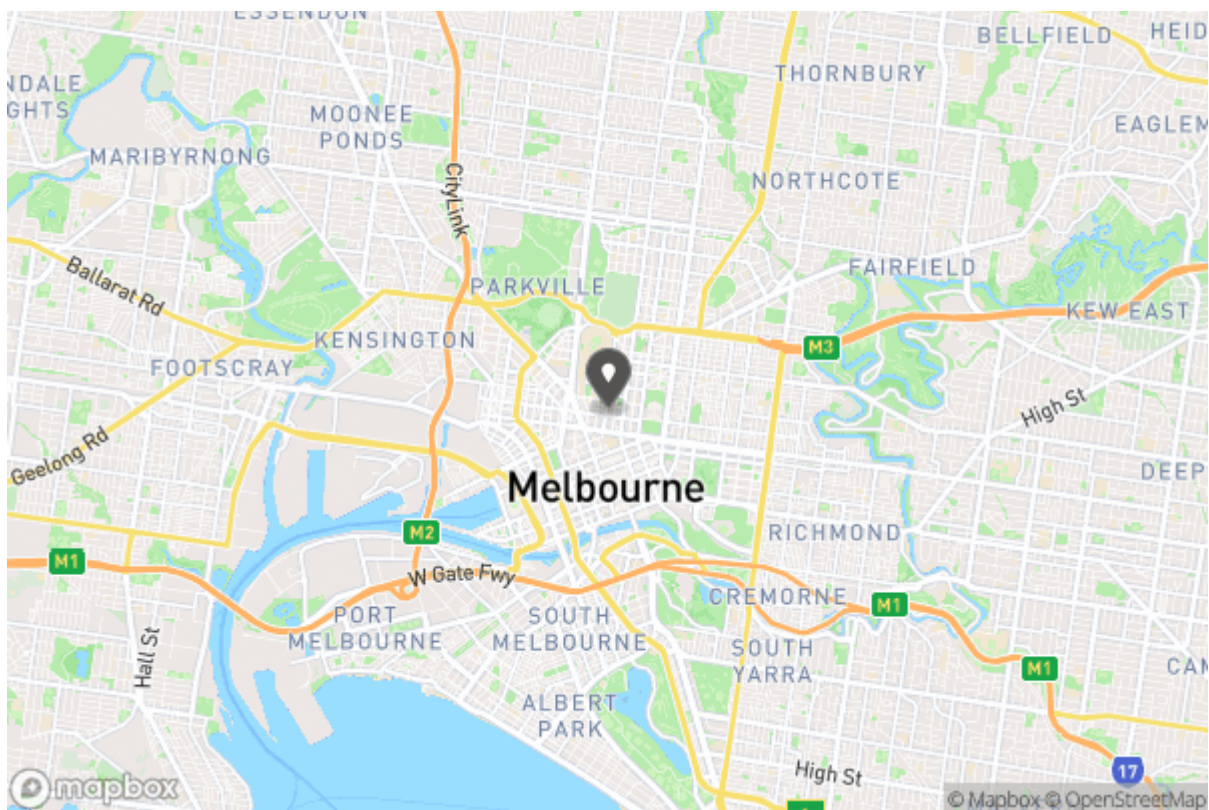 ESSENDON
BELLFIELD
HEID
THORNBURY
NDALE
GHTS
MOONEE
PONDS
EAGLEM
MARIBYRNONG
CityLink
NORTHCOTE
Ballarat Rd
PARKVILLE
FAIRFIELD
KEW EAST
KENSINGTON
M3
FOOTSCRAY
High St
Geelong Rd
DEEP
Melbourne
M2
RICHMOND
M1
W Gate Fwy
PORT
MELBOURNE
SOUTH
MELBOURNE
CREMORNE
M1
Hall St
SOUTH
YARRA
M1
CAM
ALBERT
PARK
High St
17
mapbox
© Mapbox © OpenStreetMap